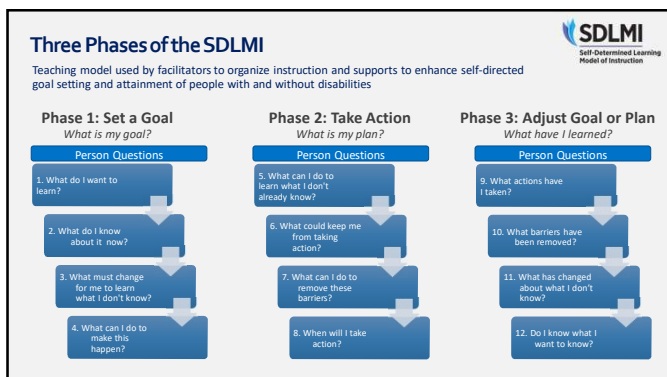 Three Phases of the SDLMI
SDLMI
Self-Determined Learning
Model of Instruction
Teaching model used by facilitators to organize instruction and supports to enhance self-directed
goal setting and attainment of people with and without disabilities
Phase 1: Set a Goal
What is my goal?
Person Questions
1. What do I want to
learn?
2. What do I know
about it now?
3. What must change
for me to learn
what I don't know?
4. What can I do to
make this
happen?
Phase 2: Take Action
What is my plan?
Person Questions
5. What can I do to
learn what I don't
already know?
6. What could keep me
from taking
action?
7. What can I do to
remove these
barriers?
8. When will I take
action?
Phase 3: Adjust Goal or Plan
What have I learned?
Person Questions
9. What actions have
I taken?
10. What barriers have
been removed?
11. What has changed
about what I don't
know?
12. Do I know what I
want to know?